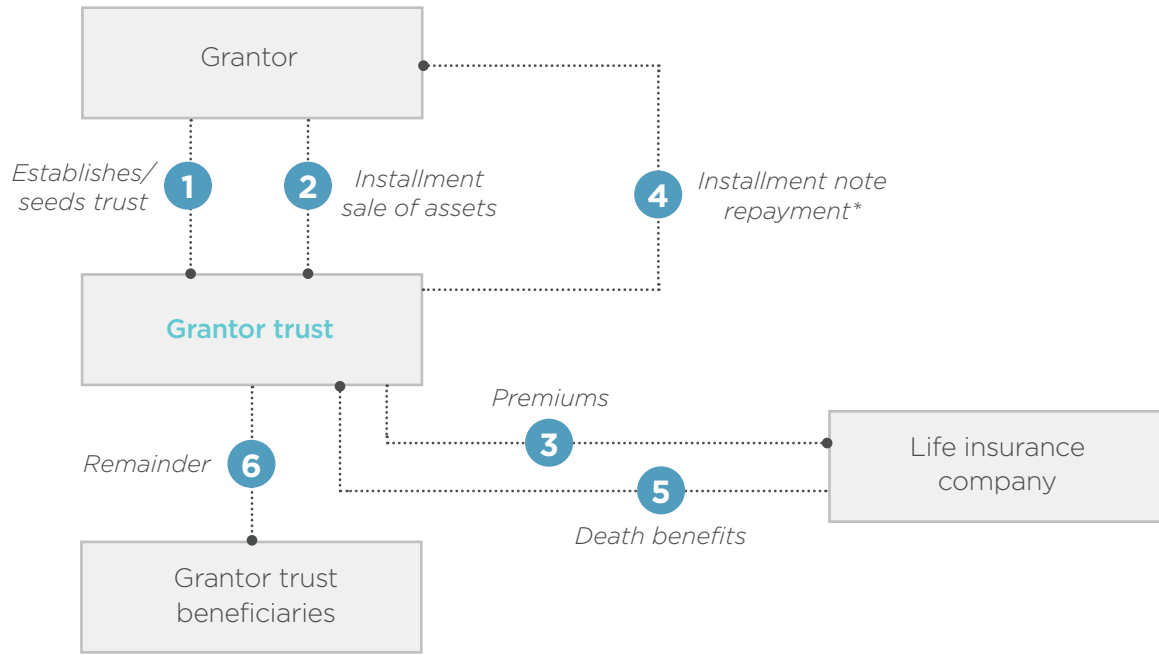 Grantor
Establishes/
seeds trust
1
2
Installment
sale of assets
4
Installment note
repayment*
Grantor trust
Premiums
3
Life insurance
company
Remainder
6
5
Death benefits
Grantor trust
beneficiaries